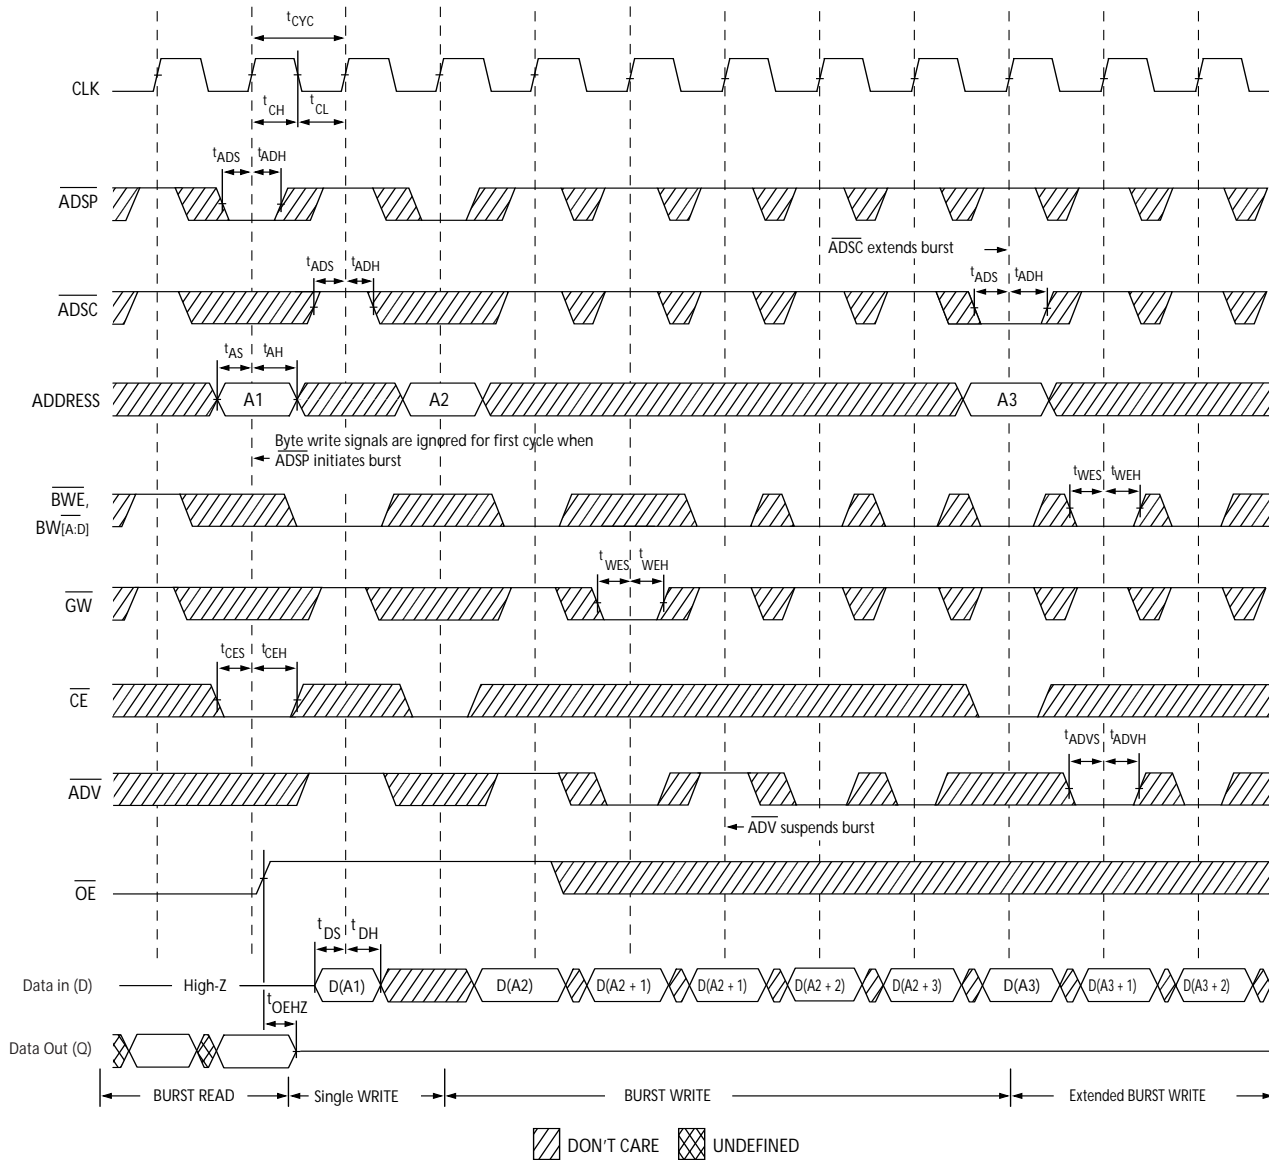 tCYC
CLK
tCH tCL
tADS tADH
ADSP
ADSC extends burst
tADS tADH tADS tADH
ADSC
tAS tAH
ADDRESS A1 A2 A3
Byte write signals are ignored for first cycle when
ADSP initiates burst
tWES tWEH
BWE,
BW[A:D]
tWES tWEH
GW
tCES tCEH
CE
tADVS tADVH
ADV
ADV suspends burst
OE
tDS tDH
Data in (D) High-Z D(A1) D(A2) D(A2 + 1) D(A2 + 1) D(A2 + 2) D(A2 + 3) D(A3) D(A3 + 1) D(A3 + 2)
tOEHZ
Data Out (Q)
BURST READ Single WRITE BURST WRITE Extended BURST WRITE
DON'T CARE UNDEFINED